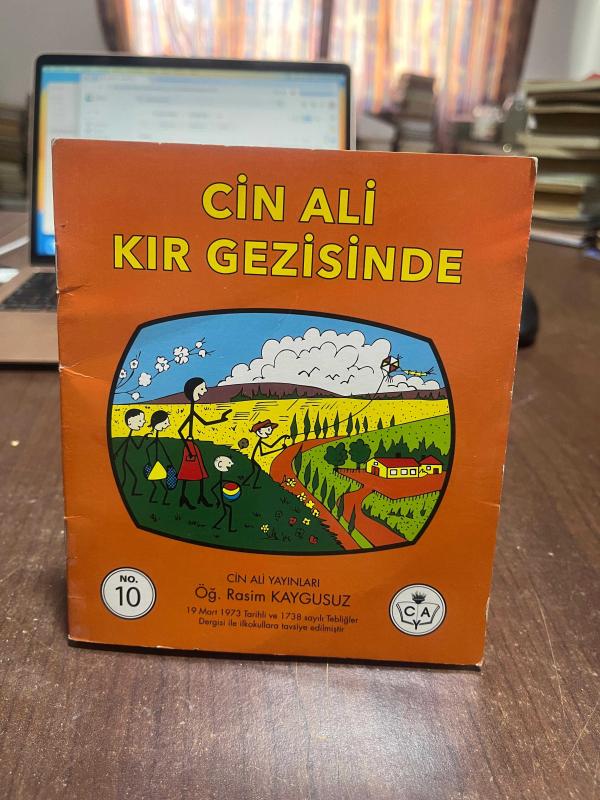 CİN ALİ
KIR GEZİSİNDE
CİN ALİ YAYINLARI
Öğ. Rasim KAYGUSUZ
19 Mart 1973 Tarihli ve 1738 sayılı Tebliğler
Dergisi ile ilkokullara tavsiye edilmiştir
NO.
10
C A
Y